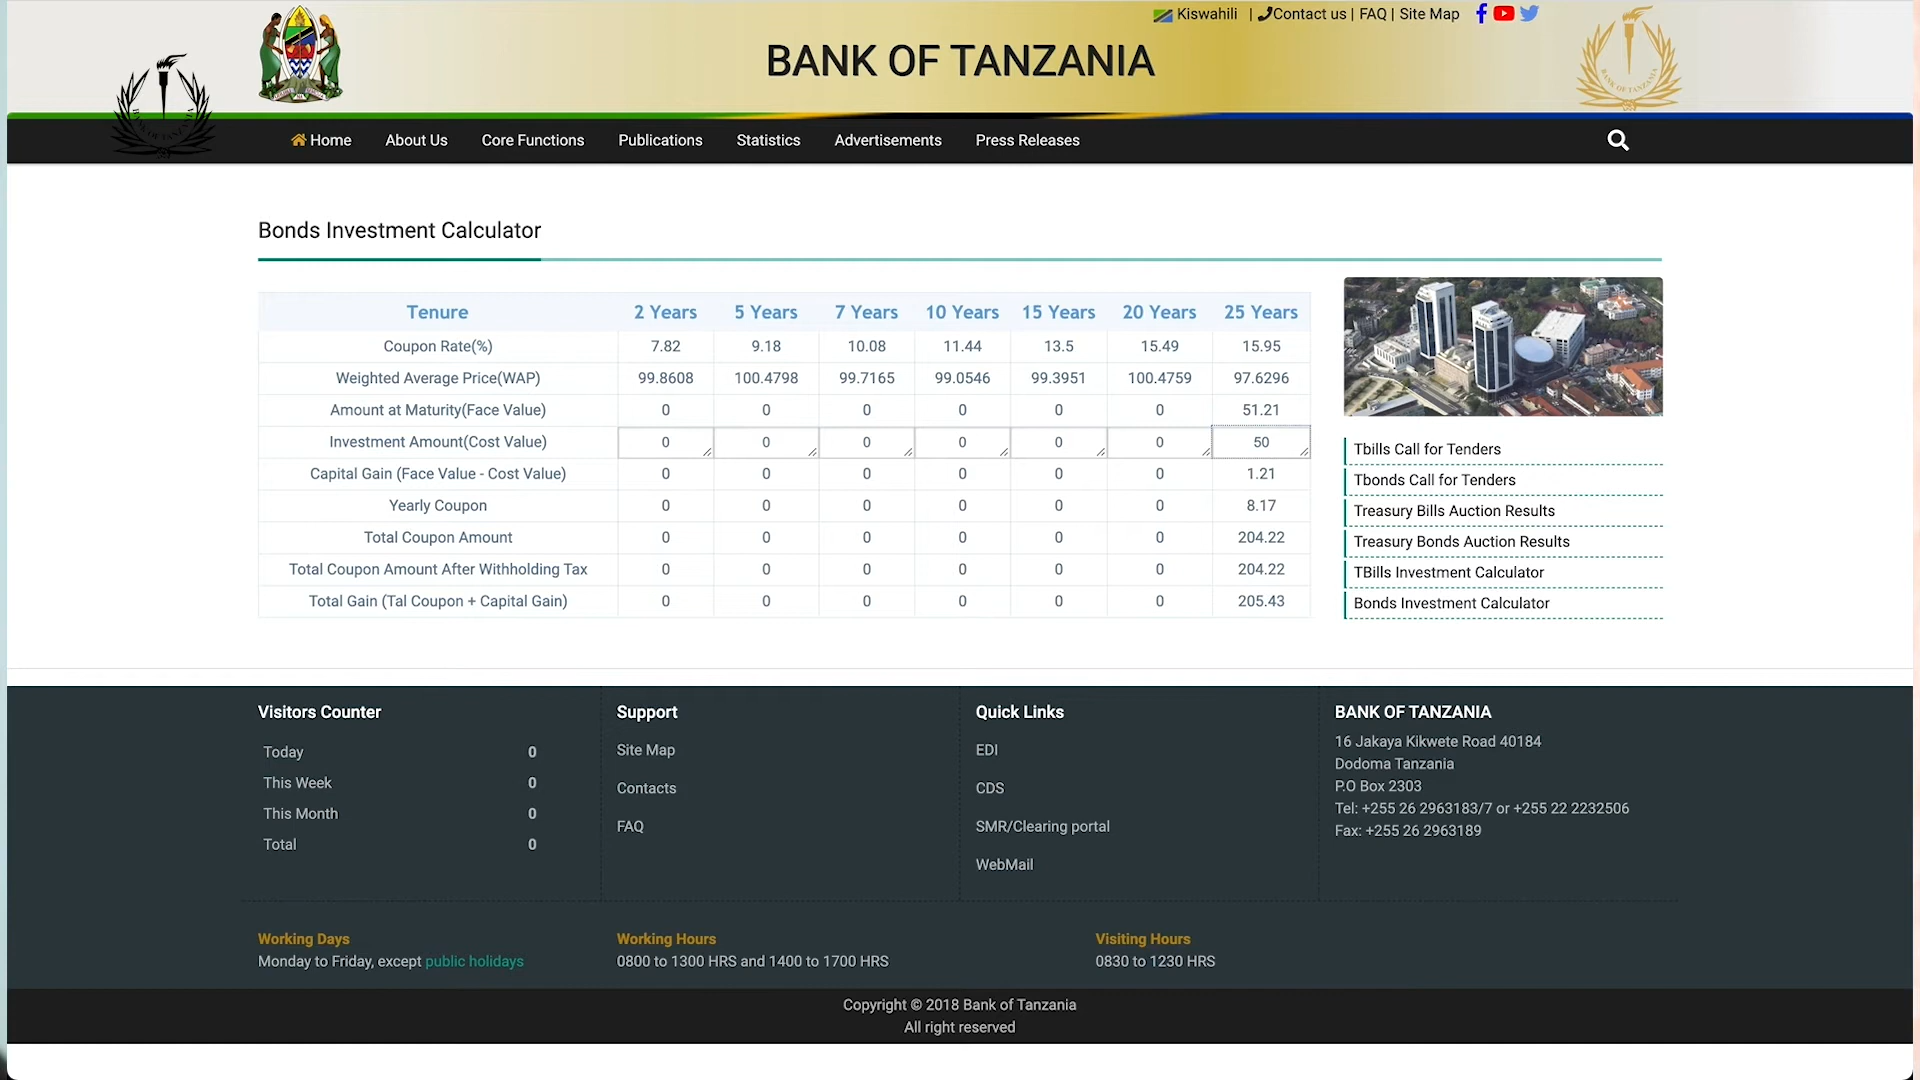 Kiswahili | Contact us | FAQ | Site Map
BANK OF TANZANIA
BANK OF TANZANIA
BANK OF TANZANIA
Home About Us Core Functions Publications Statistics Advertisements Press Releases
Bonds Investment Calculator
Tenure 2 Years 5 Years 7 Years 10 Years 15 Years 20 Years 25 Years
Coupon Rate(%) 7.82 9.18 10.08 11.44 13.5 15.49 15.95
Weighted Average Price(WAP) 99.8608 100.4798 99.7165 99.0546 99.3951 100.4759 97.6296
Amount at Maturity(Face Value) 0 0 0 0 0 0 51.21
Investment Amount(Cost Value) 0 0 0 0 0 0 50
Capital Gain (Face Value - Cost Value) 0 0 0 0 0 0 1.21
Yearly Coupon 0 0 0 0 0 0 8.17
Total Coupon Amount 0 0 0 0 0 0 204.22
Total Coupon Amount After Withholding Tax 0 0 0 0 0 0 204.22
Total Gain (Tal Coupon + Capital Gain) 0 0 0 0 0 0 205.43
Tbills Call for Tenders
Tbonds Call for Tenders
Treasury Bills Auction Results
Treasury Bonds Auction Results
TBills Investment Calculator
Bonds Investment Calculator
Visitors Counter
Today 0
This Week 0
This Month 0
Total 0
Support
Site Map
Contacts
FAQ
Quick Links
EDI
CDS
SMR/Clearing portal
WebMail
BANK OF TANZANIA
16 Jakaya Kikwete Road 40184
Dodoma Tanzania
P.O Box 2303
Tel: +255 26 2963183/7 or +255 22 2232506
Fax: +255 26 2963189
Working Days
Monday to Friday, except public holidays
Working Hours
0800 to 1300 HRS and 1400 to 1700 HRS
Visiting Hours
0830 to 1230 HRS
Copyright © 2018 Bank of Tanzania
All right reserved